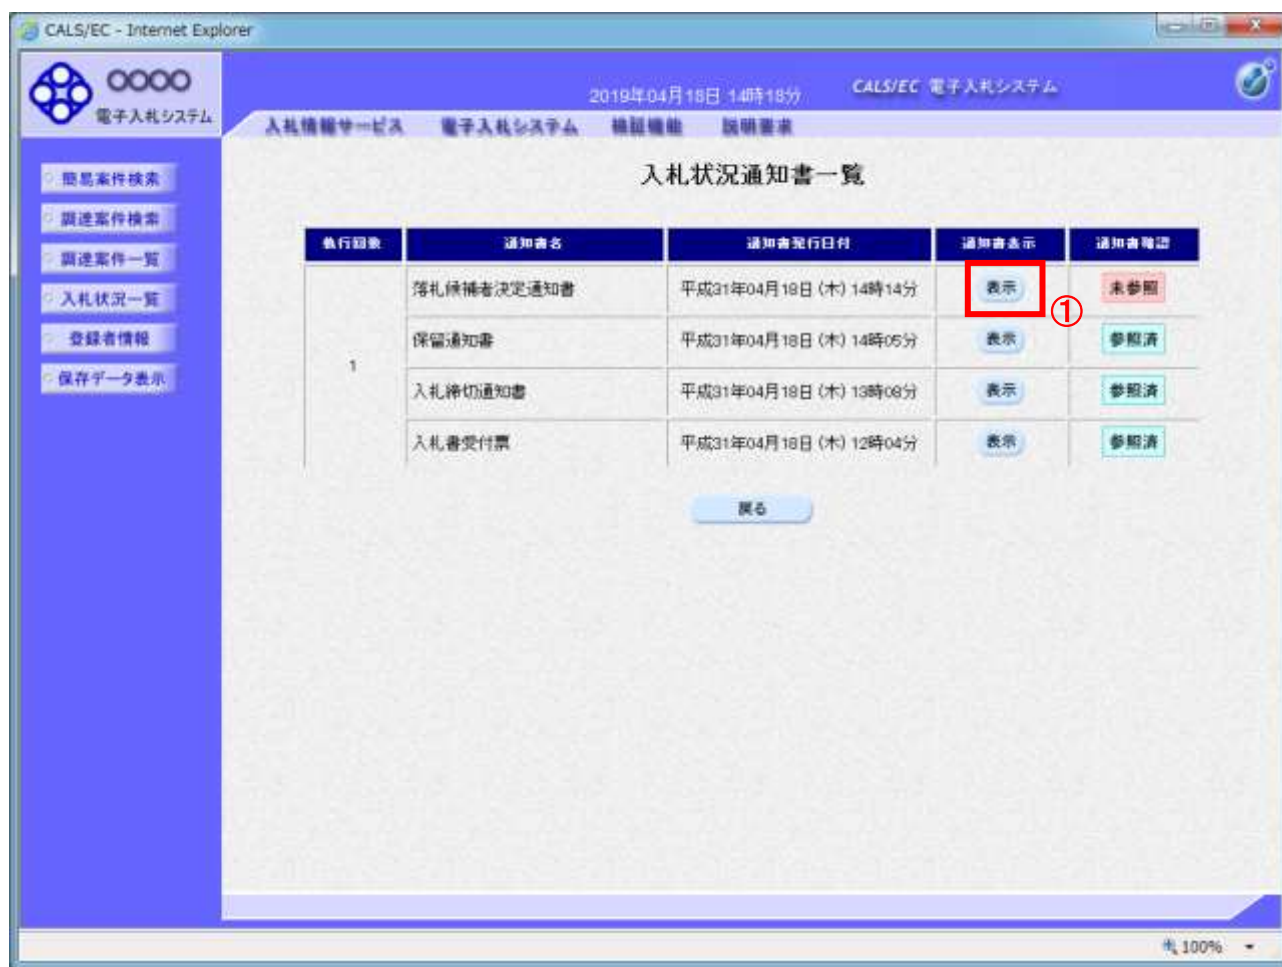 CALS/EC - Internet Explorer
OOOO
電子入札システム
2019年04月18日 14時18分
CALS/EC 電子入札システム
入札情報サービス 電子入札システム 検証機能 説明要求
簡易案件検索
調達案件検索
調達案件一覧
入札状況一覧
登録者情報
保存データ表示
入札状況通知書一覧
執行回数 通知書名 通知書発行日付 通知書表示 通知書確認
1
落札候補者決定通知書 平成31年04月18日 (木) 14時14分 表示 未参照
①
保留通知書 平成31年04月18日 (木) 14時05分 表示 参照済
入札締切通知書 平成31年04月18日 (木) 13時08分 表示 参照済
入札書受付票 平成31年04月18日 (木) 12時04分 表示 参照済
戻る
100%